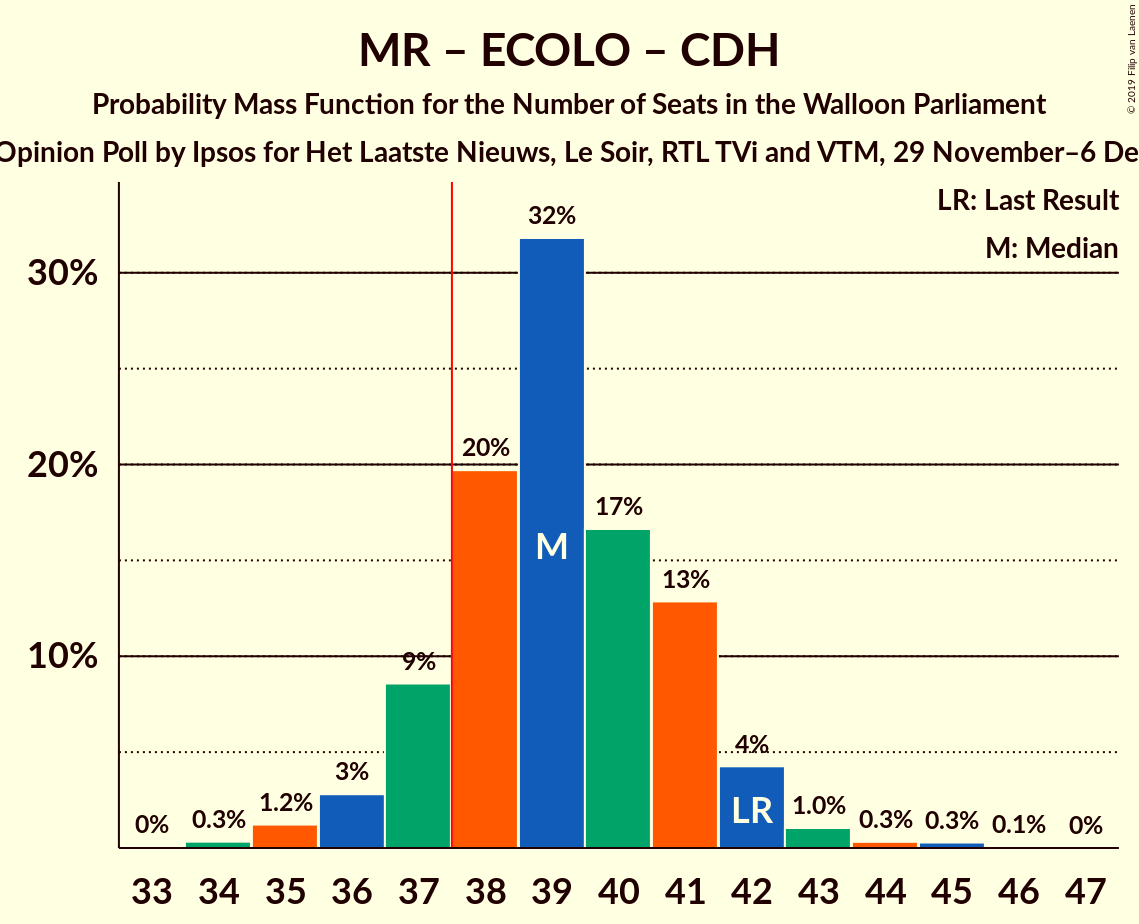 MR – ECOLO – CDH
Probability Mass Function for the Number of Seats in the Walloon Parliament
Opinion Poll by Ipsos for Het Laatste Nieuws, Le Soir, RTL TVi and VTM, 29 November–6 De
© 2019 Filip van Laenen
LR: Last Result
M: Median
30%
20%
10%
0%
0.3%
1.2%
3%
9%
20%
32%
17%
13%
4%
1.0%
0.3%
0.3%
0.1%
0%
M
LR
33 34 35 36 37 38 39 40 41 42 43 44 45 46 47